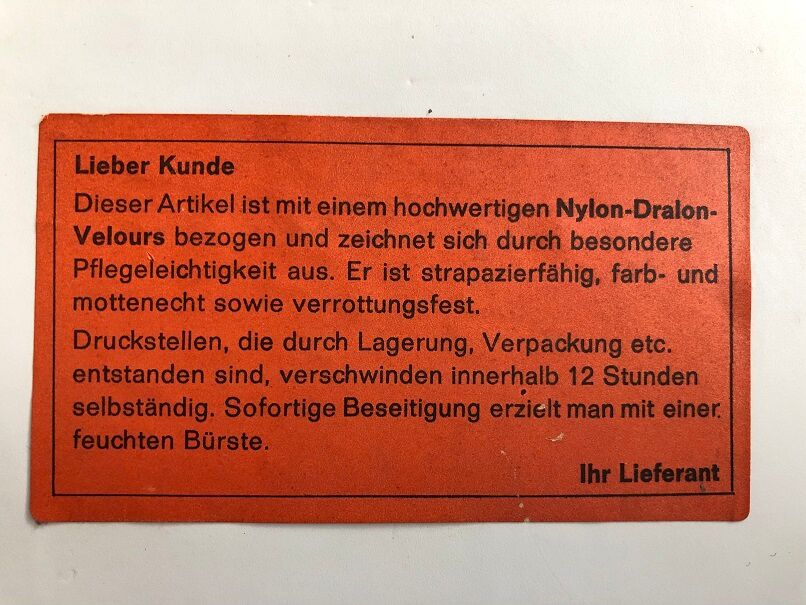 Lieber Kunde
Dieser Artikel ist mit einem hochwertigen Nylon-Dralon-
Velours bezogen und zeichnet sich durch besondere
Pflegeleichtigkeit aus. Er ist strapazierfähig, farb- und
mottenecht sowie verrottungsfest.
Druckstellen, die durch Lagerung, Verpackung etc.
entstanden sind, verschwinden innerhalb 12 Stunden
selbständig. Sofortige Beseitigung erzielt man mit einer
feuchten Bürste.
Ihr Lieferant